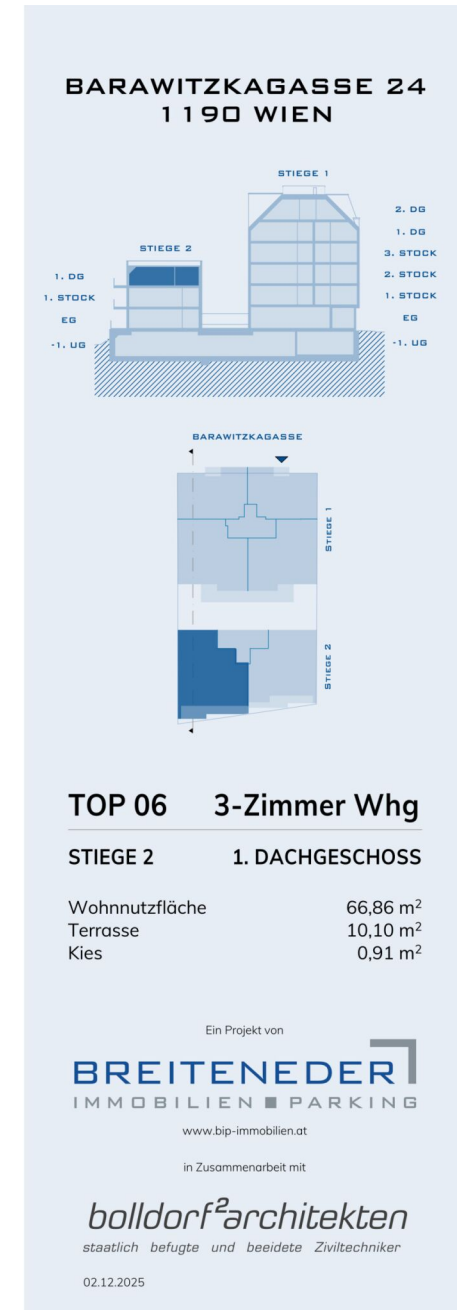 BARAWITZKAGASSE 24
1190 WIEN
STIEGE 1
2. DG
1. DG
3. STOCK
2. STOCK
1. STOCK
EG
-1. UG
STIEGE 2
1. DG
1. STOCK
EG
-1. UG
BARAWITZKAGASSE
STIEGE 1
STIEGE 2
TOP 06 3-Zimmer Whg
STIEGE 2 1. DACHGESCHOSS
Wohnnutzfläche 66,86 m²
Terrasse 10,10 m²
Kies 0,91 m²
Ein Projekt von
BREITENEDER
IMMOBILIEN ■ PARKING
www.bip-immobilien.at
in Zusammenarbeit mit
bolldorf²architekten
staatlich befugte und beeidete Ziviltechniker
02.12.2025